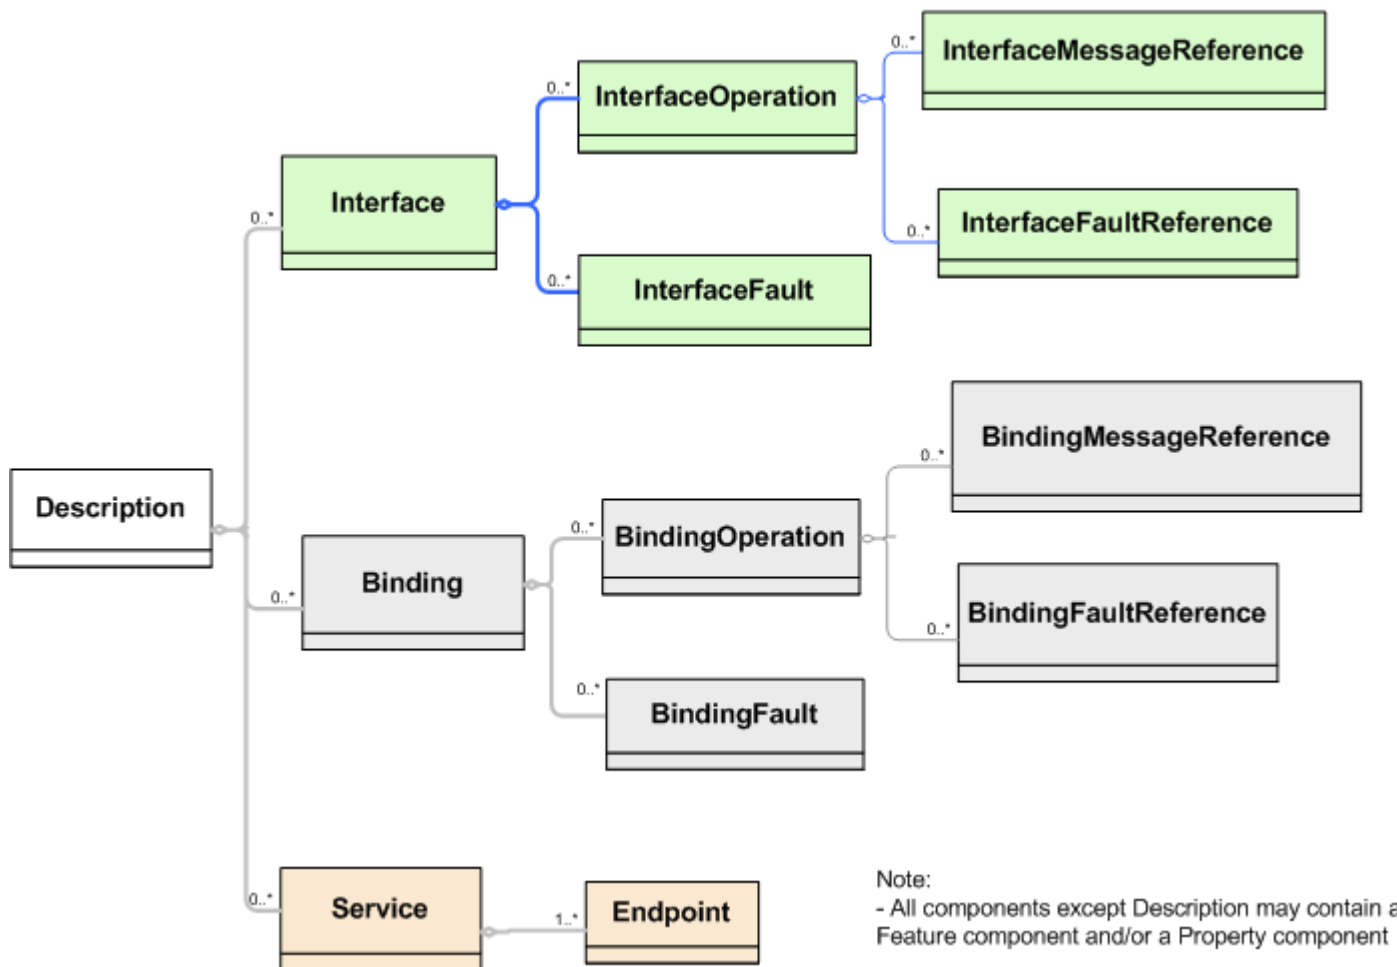 0..*
InterfaceMessageReference
0..*
InterfaceOperation
Interface
0..*
0..*
InterfaceFaultReference
0..*
InterfaceFault
BindingMessageReference
0..*
Description
0..*
BindingOperation
Binding
0..*
BindingFaultReference
0..*
0..*
BindingFault
0..*
Service
1..*
Endpoint
Note:
- All components except Description may contain a
Feature component and/or a Property component